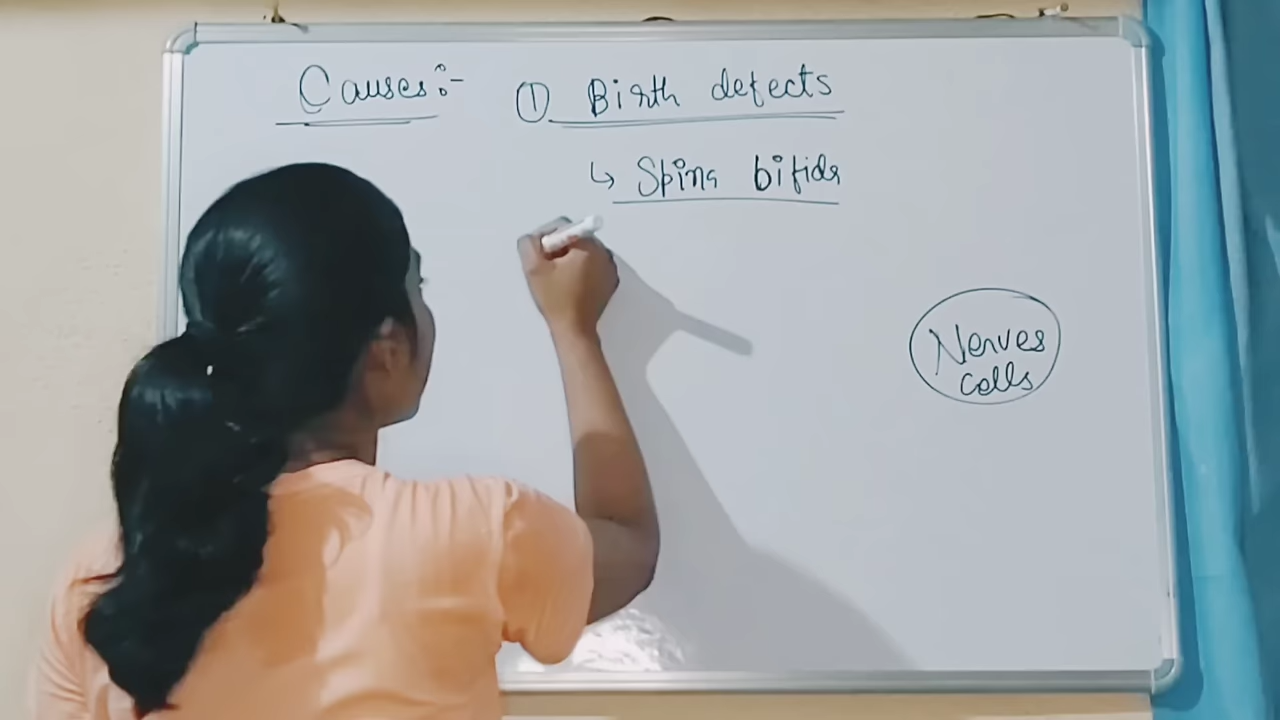 Causes:-
① Birth defects
↳ Spina bifida
Nerves
cells